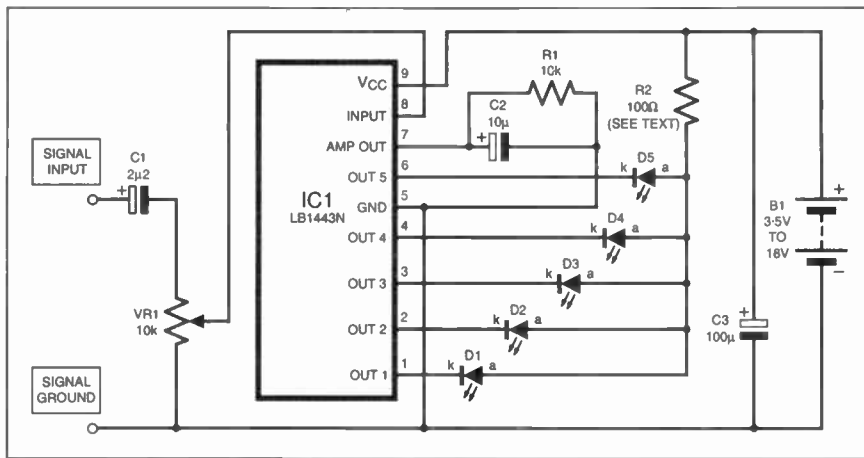 SIGNAL
INPUT
C1
2μ2
+
VR1
10k
SIGNAL
GROUND
IC1
LB1443N
VCC
INPUT
AMP OUT
OUT 5
GND
OUT 4
OUT 3
OUT 2
OUT 1
9
8
7
6
5
4
3
2
1
R1
10k
C2
10μ
+
R2
100Ω
(SEE TEXT)
k D5 a
k D4 a
k D3 a
k D2 a
k D1 a
C3
100μ
+
B1
3·5V
TO
18V
+
−